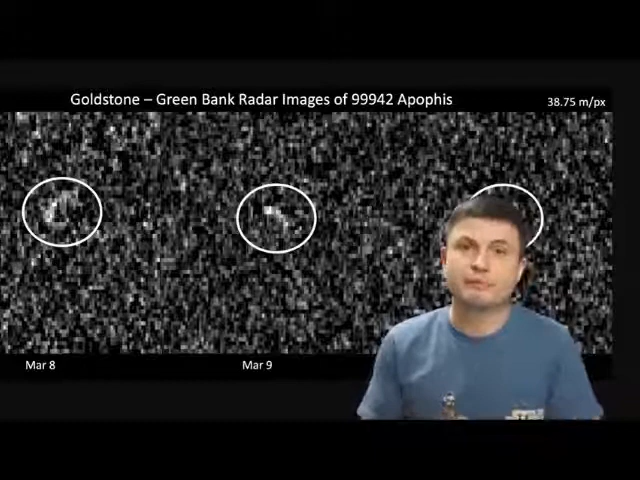 Goldstone – Green Bank Radar Images of 99942 Apophis
38.75 m/px
Mar 8
Mar 9